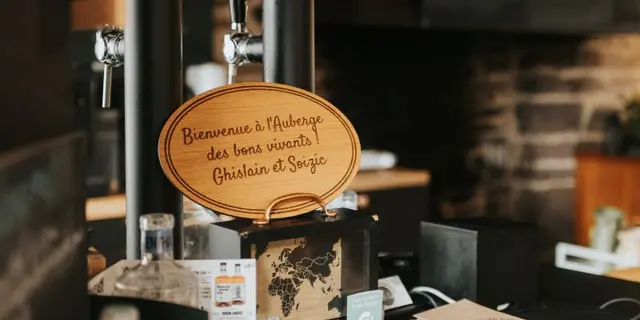 Bienvenue à l'Auberge
des bons vivants !
Ghislain et Soizic